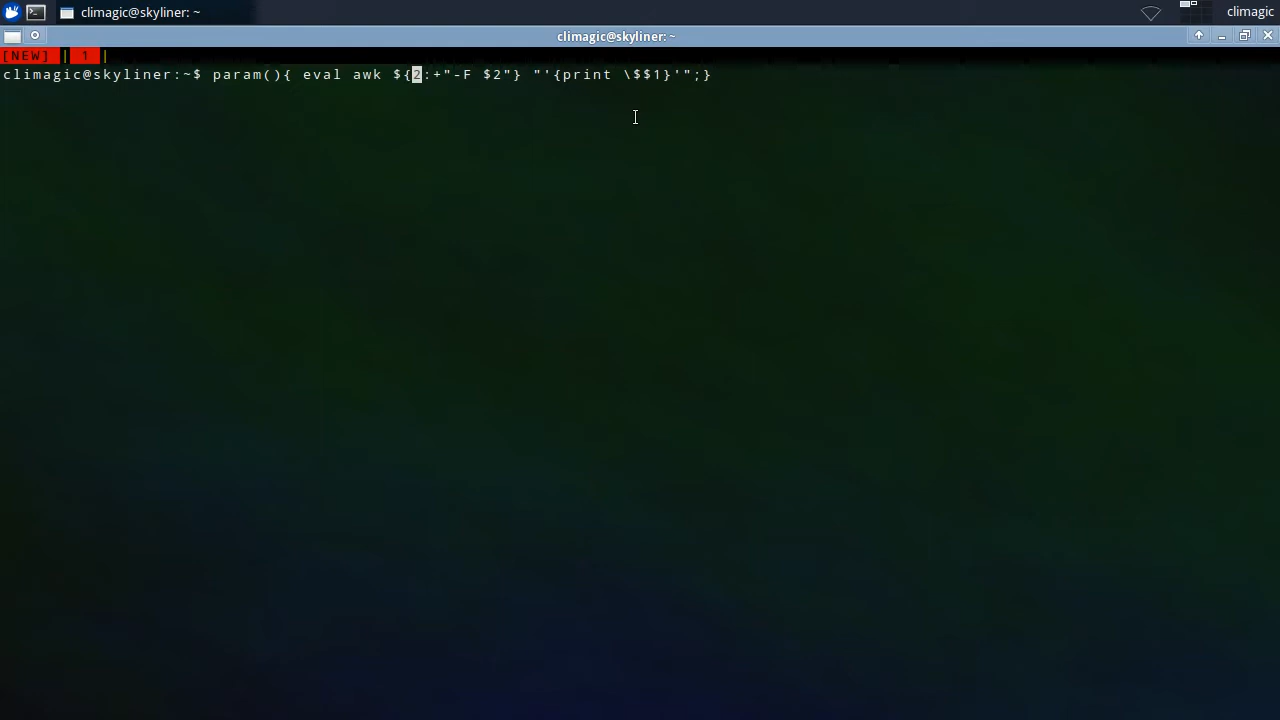 climagic@skyliner: ~
climagic
climagic@skyliner: ~
[NEW] | 1 |
climagic@skyliner:~$ param(){ eval awk ${2:+"-F $2"} "'{print \$$1}'";}